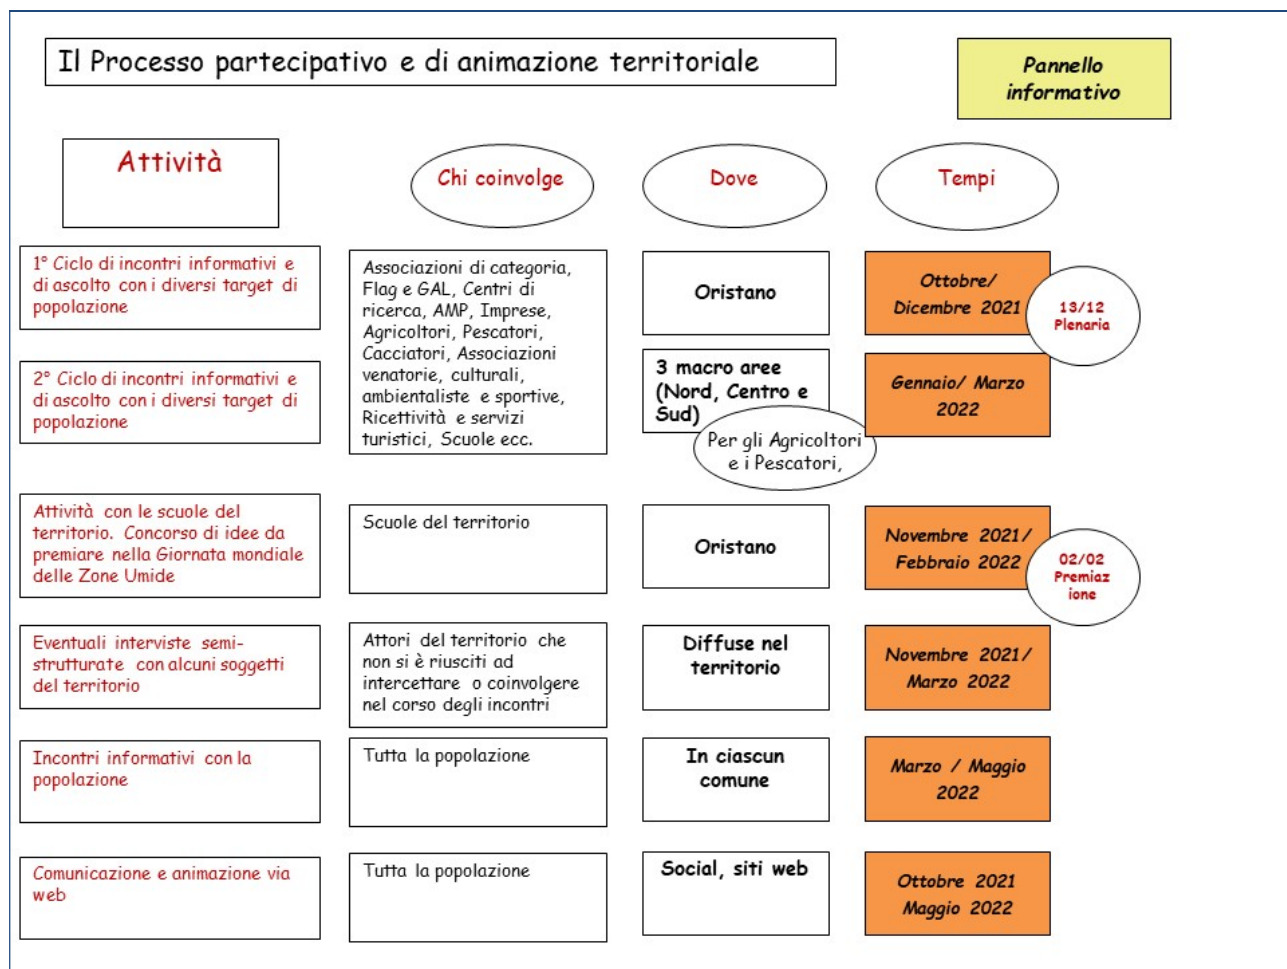 Il Processo partecipativo e di animazione territoriale
Pannello
informativo
Attività
Chi coinvolge
Dove
Tempi
1° Ciclo di incontri informativi e
di ascolto con i diversi target di
popolazione
Associazioni di categoria,
Flag e GAL, Centri di
ricerca, AMP, Imprese,
Agricoltori, Pescatori,
Cacciatori, Associazioni
venatorie, culturali,
ambientaliste e sportive,
Ricettività e servizi
turistici, Scuole ecc.
Oristano
Ottobre/
Dicembre 2021
13/12
Plenaria
2° Ciclo di incontri informativi e
di ascolto con i diversi target di
popolazione
3 macro aree
(Nord, Centro e
Sud)
Per gli Agricoltori
e i Pescatori,
Gennaio/ Marzo
2022
Attività con le scuole del
territorio. Concorso di idee da
premiare nella Giornata mondiale
delle Zone Umide
Scuole del territorio
Oristano
Novembre 2021/
Febbraio 2022
02/02
Premiaz
ione
Eventuali interviste semi-
strutturate con alcuni soggetti
del territorio
Attori del territorio che
non si è riusciti ad
intercettare o coinvolgere
nel corso degli incontri
Diffuse nel
territorio
Novembre 2021/
Marzo 2022
Incontri informativi con la
popolazione
Tutta la popolazione
In ciascun
comune
Marzo / Maggio
2022
Comunicazione e animazione via
web
Tutta la popolazione
Social, siti web
Ottobre 2021
Maggio 2022